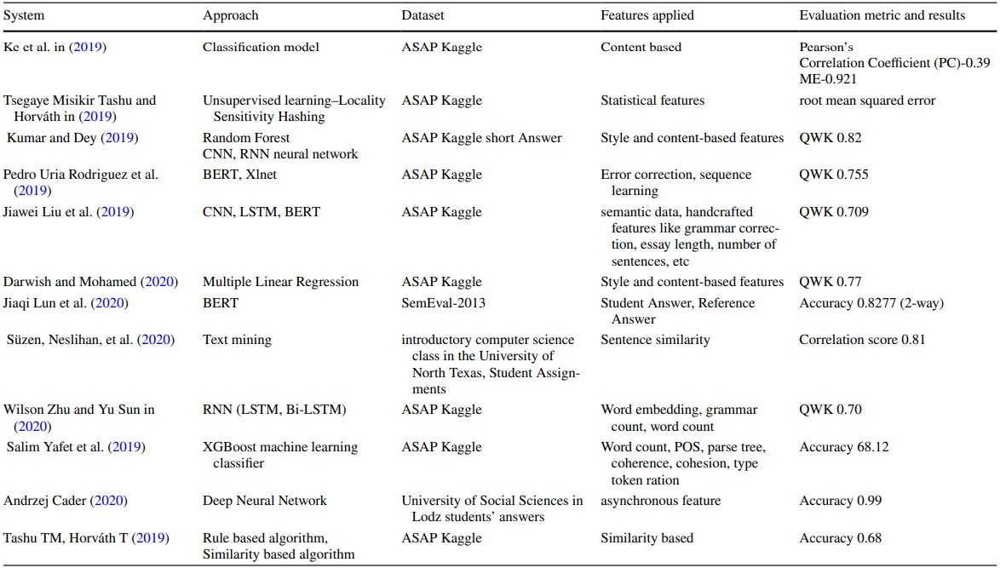 System Approach Dataset Features applied Evaluation metric and results
Ke et al. in (2019) Classification model ASAP Kaggle Content based Pearson's
Correlation Coefficient (PC)-0.39
ME-0.921
Tsegaye Misikir Tashu and Unsupervised learning–Locality ASAP Kaggle Statistical features root mean squared error
Horváth in (2019) Sensitivity Hashing
Kumar and Dey (2019) Random Forest ASAP Kaggle short Answer Style and content-based features QWK 0.82
CNN, RNN neural network
Pedro Uria Rodriguez et al. BERT, Xlnet ASAP Kaggle Error correction, sequence QWK 0.755
(2019) learning
Jiawei Liu et al. (2019) CNN, LSTM, BERT ASAP Kaggle semantic data, handcrafted QWK 0.709
features like grammar correc-
tion, essay length, number of
sentences, etc
Darwish and Mohamed (2020) Multiple Linear Regression ASAP Kaggle Style and content-based features QWK 0.77
Jiaqi Lun et al. (2020) BERT SemEval-2013 Student Answer, Reference Accuracy 0.8277 (2-way)
Answer
Süzen, Neslihan, et al. (2020) Text mining introductory computer science Sentence similarity Correlation score 0.81
class in the University of
North Texas, Student Assign-
ments
Wilson Zhu and Yu Sun in RNN (LSTM, Bi-LSTM) ASAP Kaggle Word embedding, grammar QWK 0.70
(2020) count, word count
Salim Yafet et al. (2019) XGBoost machine learning ASAP Kaggle Word count, POS, parse tree, Accuracy 68.12
classifier coherence, cohesion, type
token ration
Andrzej Cader (2020) Deep Neural Network University of Social Sciences in asynchronous feature Accuracy 0.99
Lodz students' answers
Tashu TM, Horváth T (2019) Rule based algorithm, ASAP Kaggle Similarity based Accuracy 0.68
Similarity based algorithm